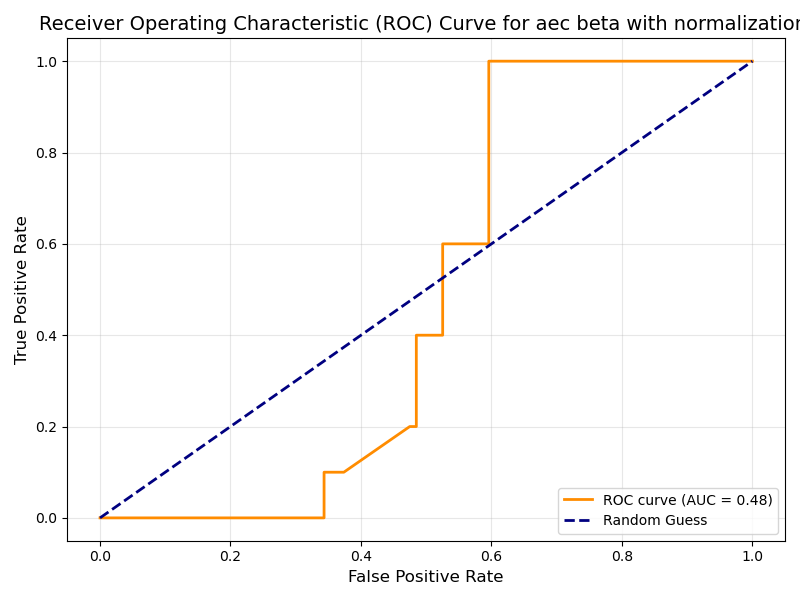 Receiver Operating Characteristic (ROC) Curve for aec beta with normalization
1.0
0.8
0.6
0.4
0.2
0.0
True Positive Rate
0.0 0.2 0.4 0.6 0.8 1.0
False Positive Rate
ROC curve (AUC = 0.48)
Random Guess